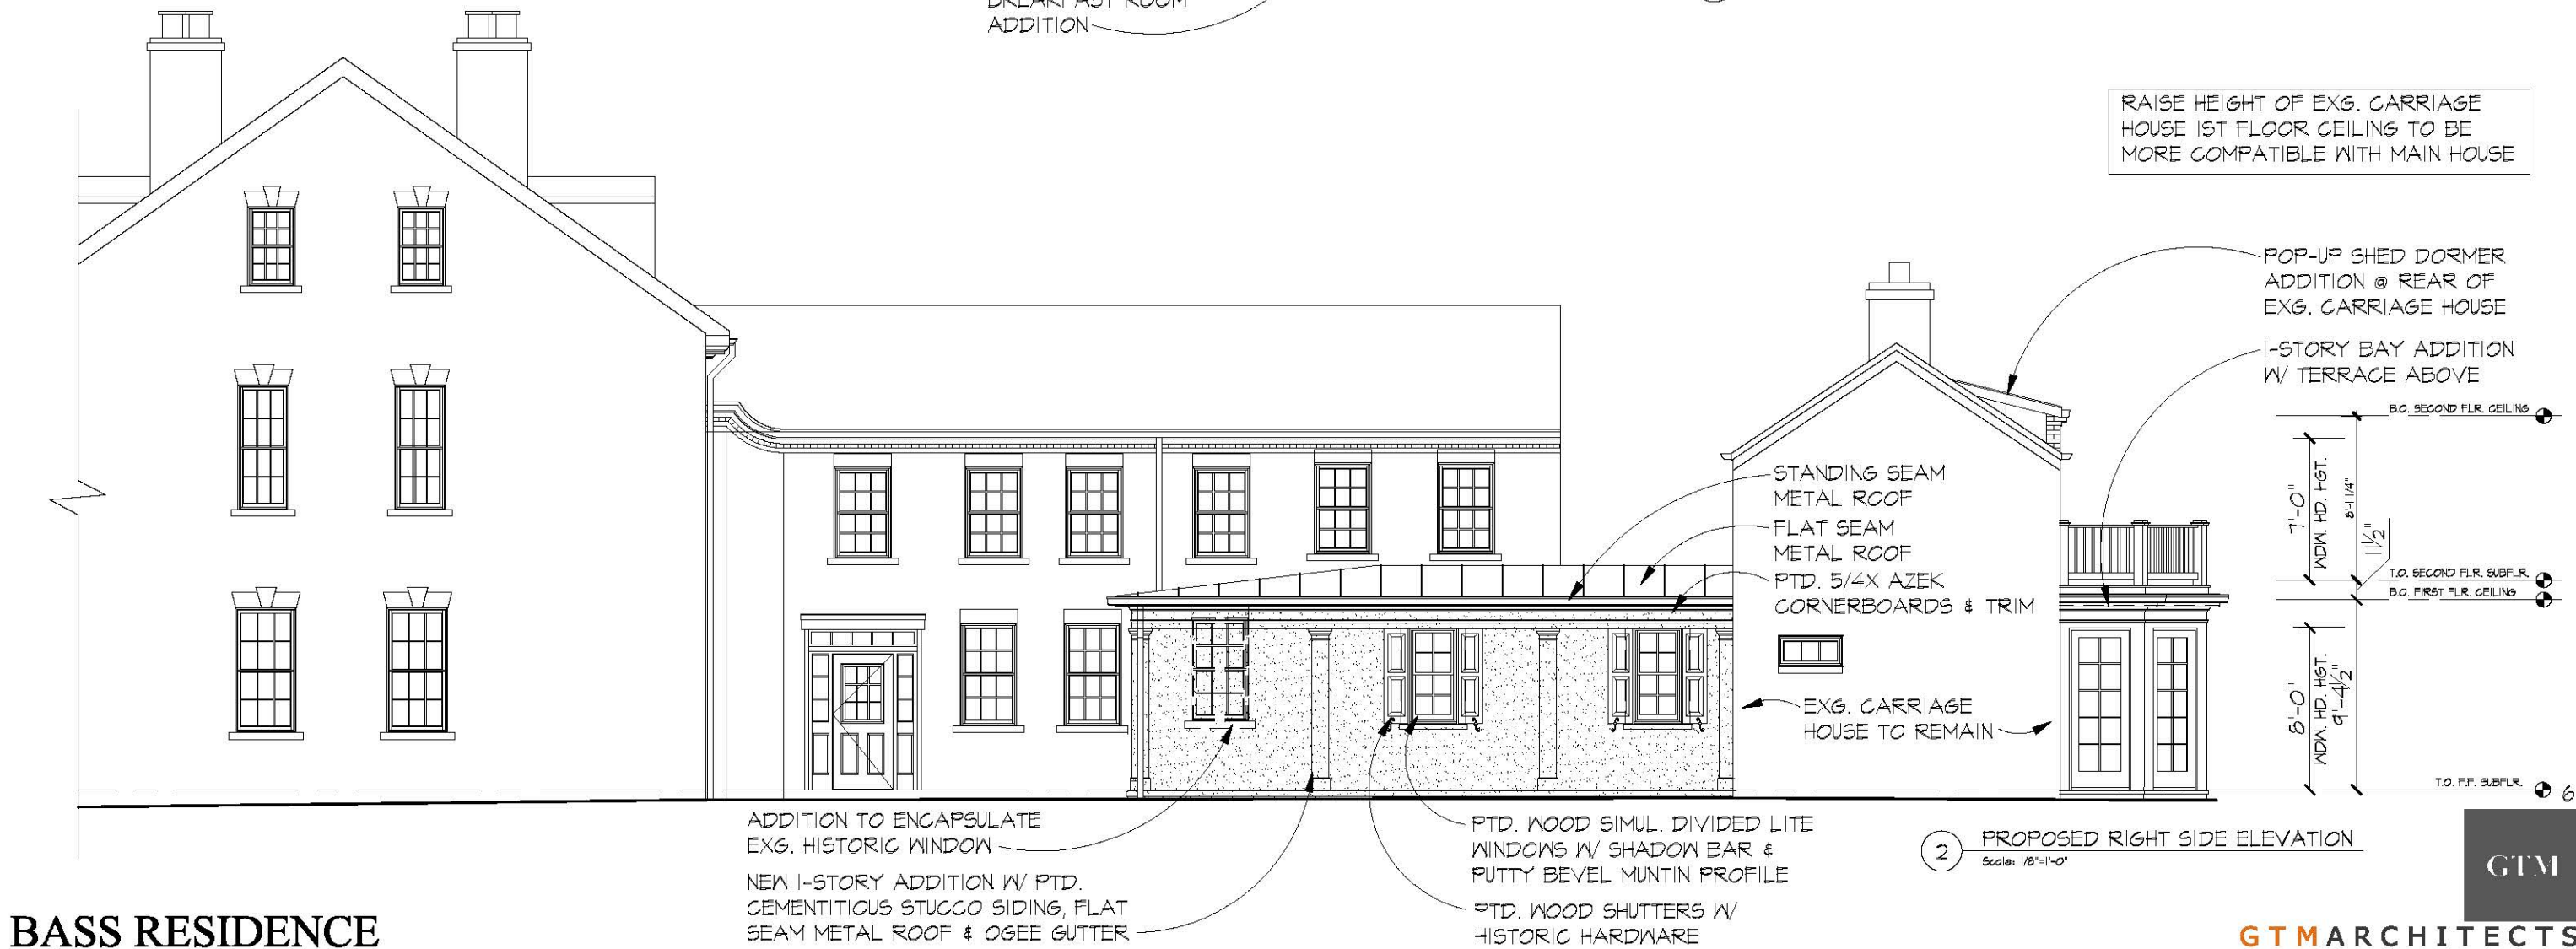 BREAKFAST ROOM
ADDITION
RAISE HEIGHT OF EXG. CARRIAGE
HOUSE 1ST FLOOR CEILING TO BE
MORE COMPATIBLE WITH MAIN HOUSE
POP-UP SHED DORMER
ADDITION @ REAR OF
EXG. CARRIAGE HOUSE
1-STORY BAY ADDITION
W/ TERRACE ABOVE
B.O. SECOND FLR. CEILING
7'-0"
WDW. HD. HGT.
8'-1 1/4"
11 1/2"
T.O. SECOND FLR. SUBFLR.
B.O. FIRST FLR. CEILING
8'-0"
WDW. HD. HGT.
9'-4 1/2"
T.O. F.F. SUBFLR.
6
STANDING SEAM
METAL ROOF
FLAT SEAM
METAL ROOF
PTD. 5/4X AZEK
CORNERBOARDS & TRIM
EXG. CARRIAGE
HOUSE TO REMAIN
ADDITION TO ENCAPSULATE
EXG. HISTORIC WINDOW
NEW 1-STORY ADDITION W/ PTD.
CEMENTITIOUS STUCCO SIDING, FLAT
SEAM METAL ROOF & OGEE GUTTER
PTD. WOOD SIMUL. DIVIDED LITE
WINDOWS W/ SHADOW BAR &
PUTTY BEVEL MUNTIN PROFILE
PTD. WOOD SHUTTERS W/
HISTORIC HARDWARE
2 PROPOSED RIGHT SIDE ELEVATION
Scale: 1/8"=1'-0"
BASS RESIDENCE
GTM
GTMARCHITECTS